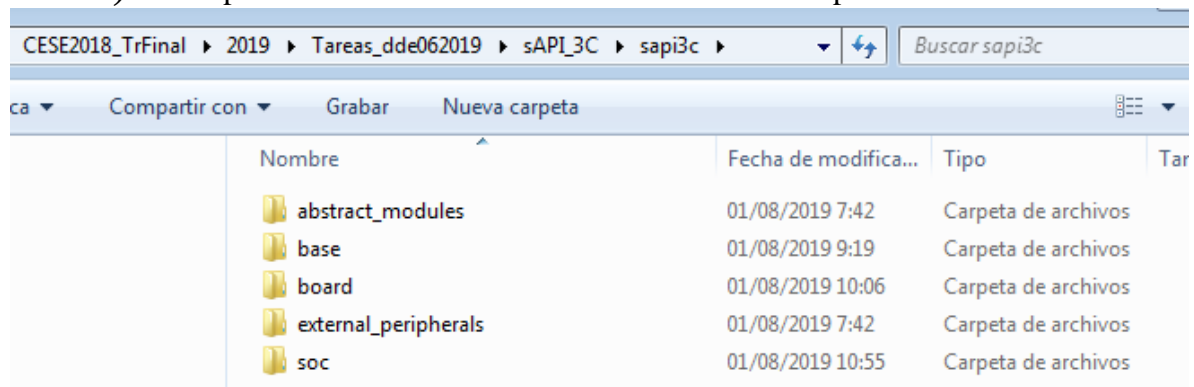 CESE2018_TrFinal ▸ 2019 ▸ Tareas_dde062019 ▸ sAPI_3C ▸ sapi3c ▸ Buscar sapi3c
ca Compartir con Grabar Nueva carpeta
Nombre Fecha de modifica... Tipo Tar
abstract_modules 01/08/2019 7:42 Carpeta de archivos
base 01/08/2019 9:19 Carpeta de archivos
board 01/08/2019 10:06 Carpeta de archivos
external_peripherals 01/08/2019 7:42 Carpeta de archivos
soc 01/08/2019 10:55 Carpeta de archivos